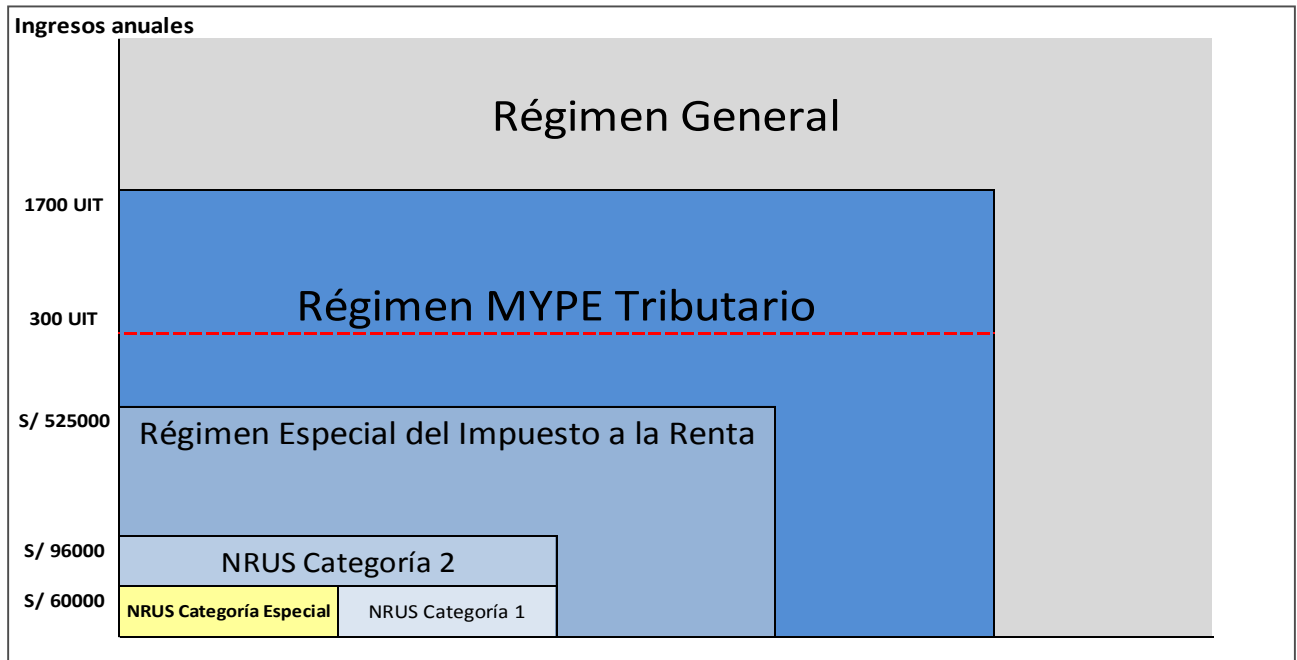 Ingresos anuales
Régimen General
1700 UIT
Régimen MYPE Tributario
300 UIT
S/ 525000
Régimen Especial del Impuesto a la Renta
S/ 96000
NRUS Categoría 2
S/ 60000
NRUS Categoría Especial
NRUS Categoría 1